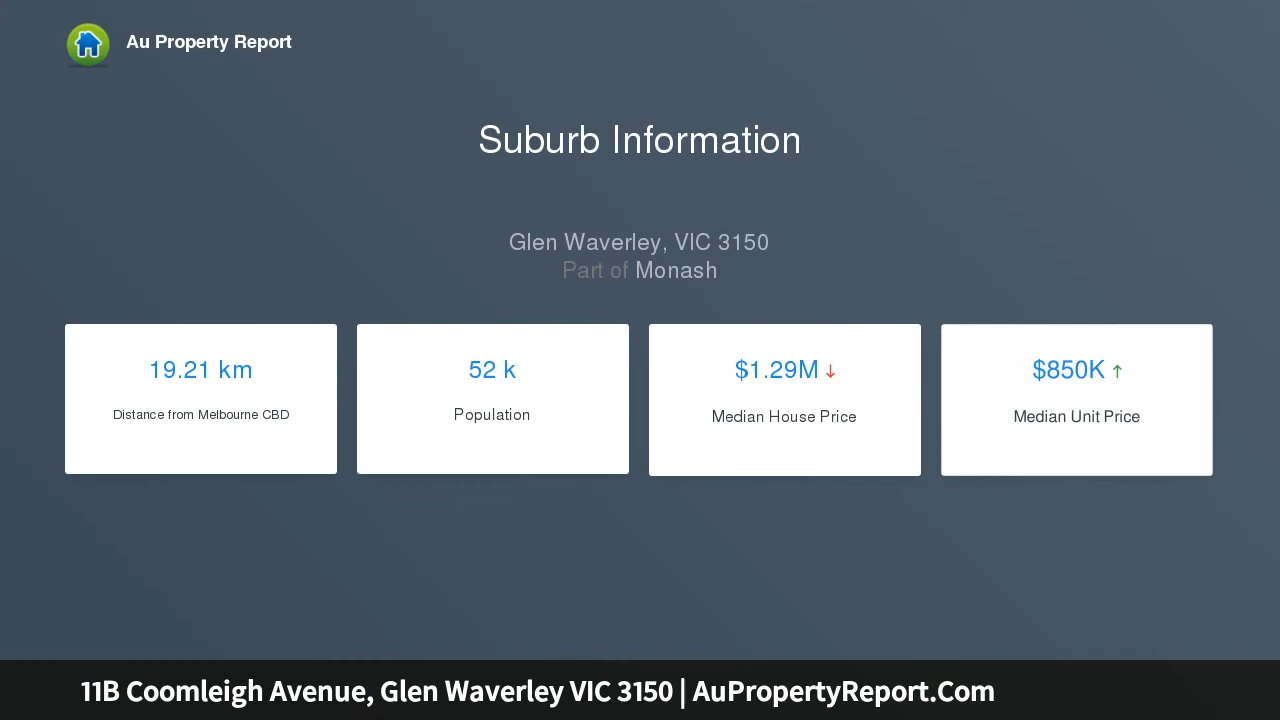 Au Property Report
Suburb Information
Glen Waverley, VIC 3150
Part of Monash
19.21 km
Distance from Melbourne CBD
52 k
Population
$1.29M ↓
Median House Price
$850K ↑
Median Unit Price
11B Coomleigh Avenue, Glen Waverley VIC 3150 | AuPropertyReport.Com